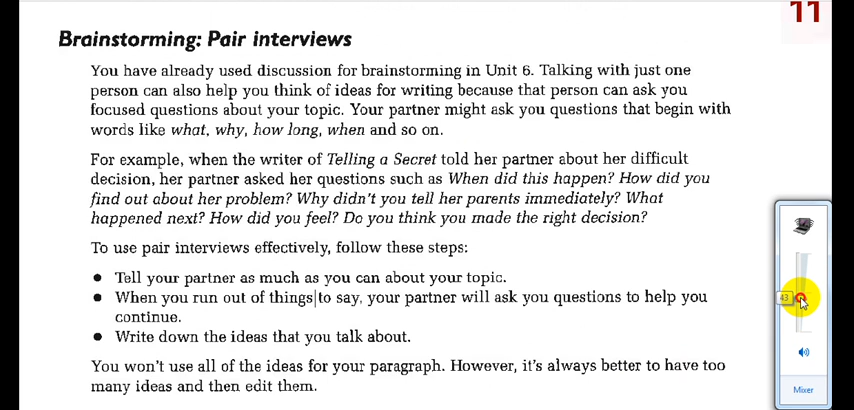 11
Brainstorming: Pair interviews
You have already used discussion for brainstorming in Unit 6. Talking with just one
person can also help you think of ideas for writing because that person can ask you
focused questions about your topic. Your partner might ask you questions that begin with
words like what, why, how long, when and so on.
For example, when the writer of Telling a Secret told her partner about her difficult
decision, her partner asked her questions such as When did this happen? How did you
find out about her problem? Why didn't you tell her parents immediately? What
happened next? How did you feel? Do you think you made the right decision?
To use pair interviews effectively, follow these steps:
● Tell your partner as much as you can about your topic.
● When you run out of things to say, your partner will ask you questions to help you
continue.
● Write down the ideas that you talk about.
You won't use all of the ideas for your paragraph. However, it's always better to have too
many ideas and then edit them.
43
Mixer